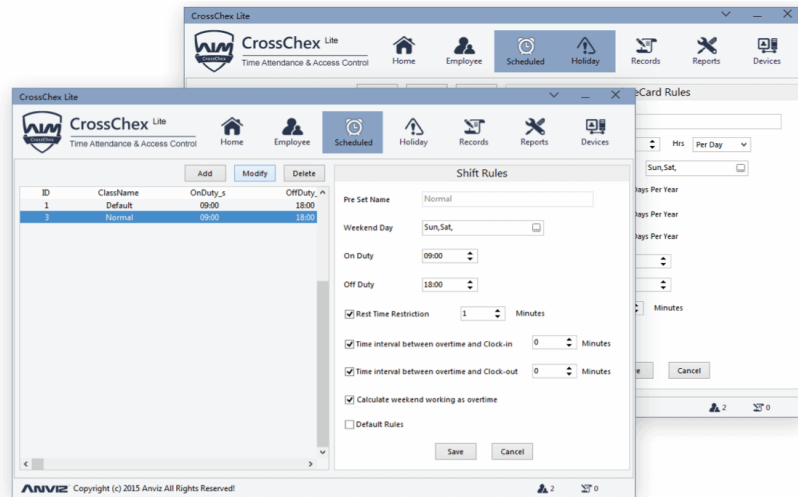 CrossChex Lite
CrossChex Lite
Time Attendance & Access Control
CrossChex
Home
Employee
Scheduled
Holiday
Records
Reports
Devices
eCard Rules
Hrs
Per Day
Sun,Sat,
Days Per Year
Days Per Year
Days Per Year
Minutes
e
Cancel
2
0
CrossChex Lite
CrossChex Lite
Time Attendance & Access Control
CrossChex
Home
Employee
Scheduled
Holiday
Records
Reports
Devices
Add
Modify
Delete
ID ClassName OnDuty_s OffDuty_
1 Default 09:00 18:00
3 Normal 09:00 18:00
Shift Rules
Pre Set Name Normal
Weekend Day Sun,Sat,
On Duty 09:00
Off Duty 18:00
Rest Time Restriction 1 Minutes
Time interval between overtime and Clock-in 0 Minutes
Time interval between overtime and Clock-out 0 Minutes
Calculate weekend working as overtime
Default Rules
Save
Cancel
ANVIZ Copyright (c) 2015 Anviz All Rights Reserved!
2
0